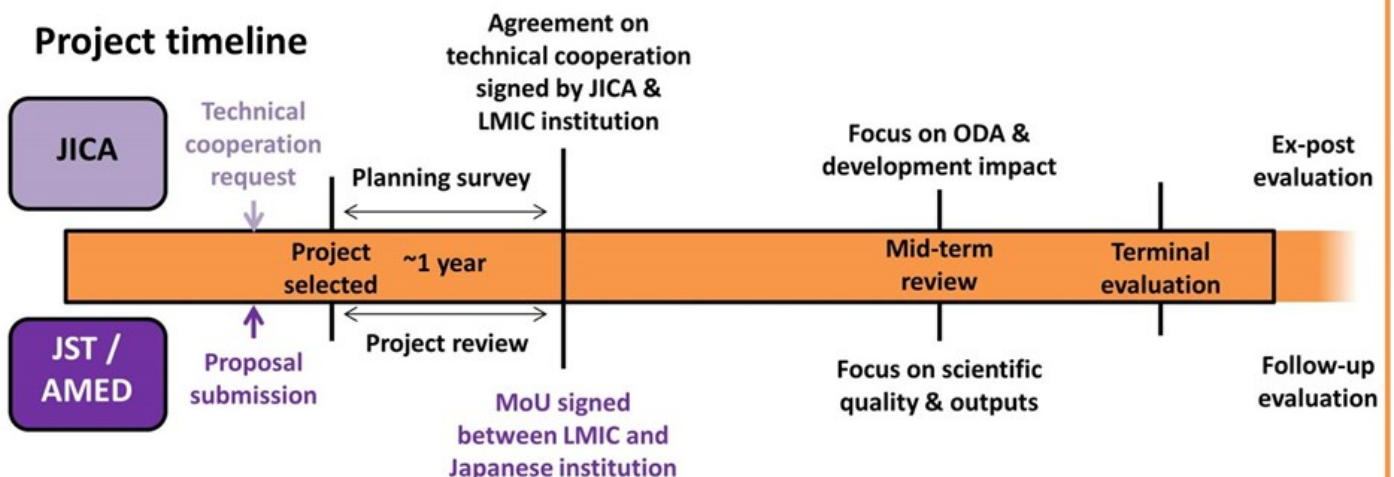 Project timeline
Agreement on
technical cooperation
signed by JICA &
LMIC institution
JICA
Technical
cooperation
request
Planning survey
Focus on ODA &
development impact
Ex-post
evaluation
Project
selected
~1 year
Mid-term
review
Terminal
evaluation
JST /
AMED
Proposal
submission
Project review
MoU signed
between LMIC and
Japanese institution
Focus on scientific
quality & outputs
Follow-up
evaluation